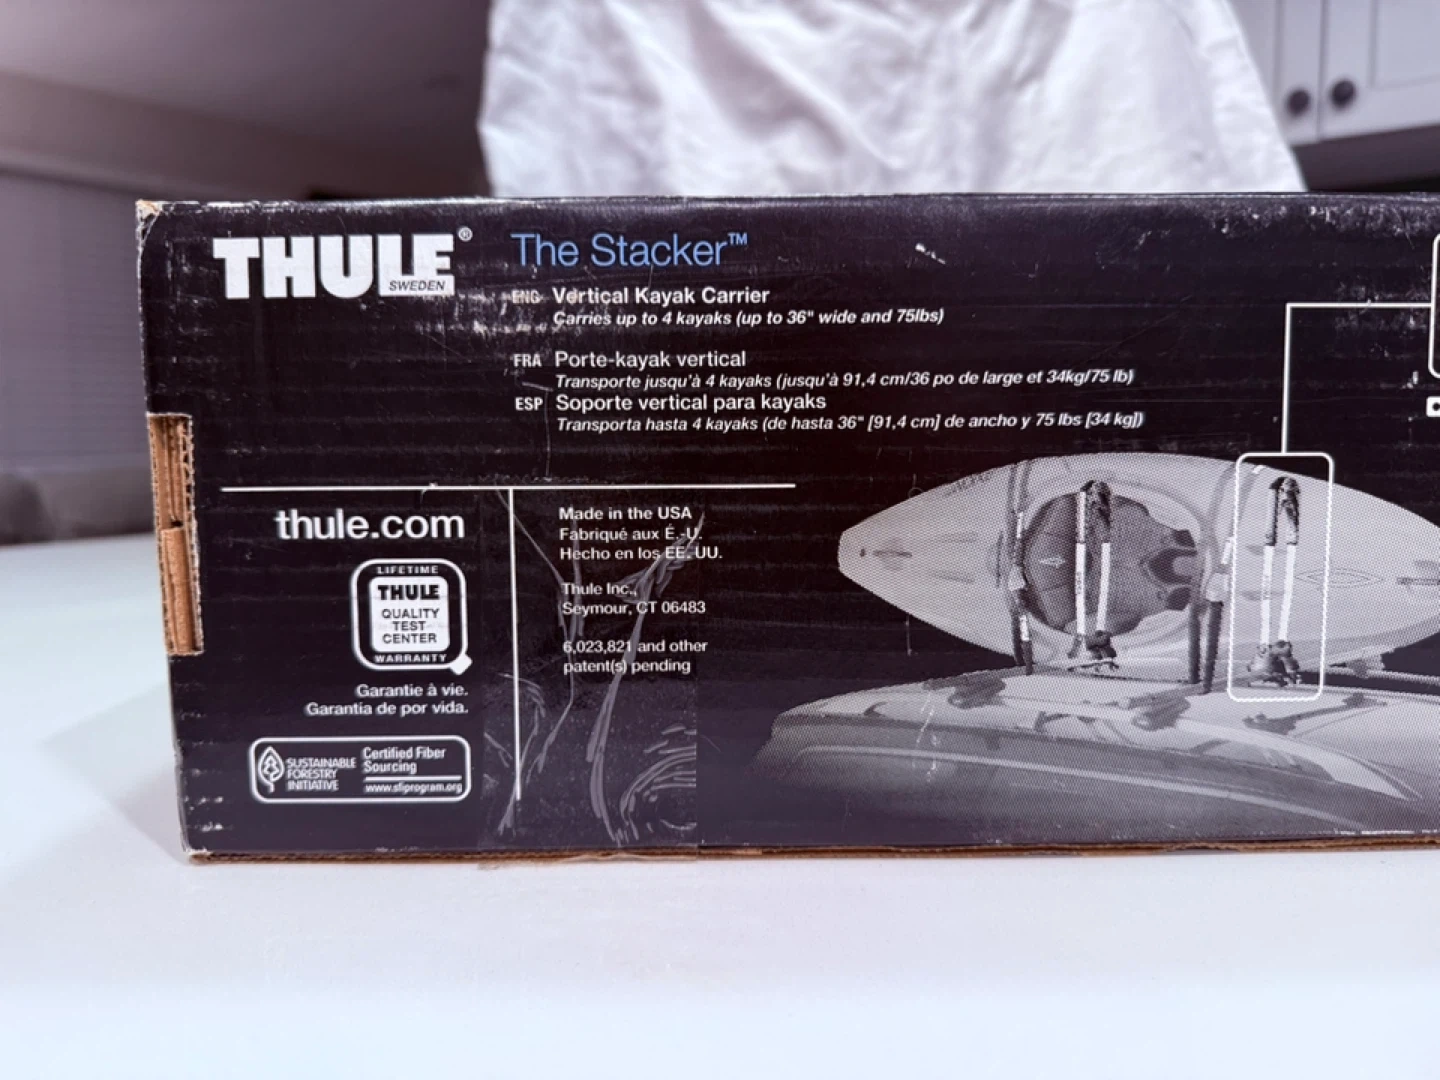 THULE®
SWEDEN
The Stacker™
ENG Vertical Kayak Carrier
Carries up to 4 kayaks (up to 36" wide and 75lbs)
FRA Porte-kayak vertical
Transporte jusqu'à 4 kayaks (jusqu'à 91,4 cm/36 po de large et 34kg/75 lb)
ESP Soporte vertical para kayaks
Transporta hasta 4 kayaks (de hasta 36" [91,4 cm] de ancho y 75 lbs [34 kg])
thule.com
LIFETIME
THULE
QUALITY
TEST
CENTER
WARRANTY
Garantie à vie.
Garantia de por vida.
SUSTAINABLE
FORESTRY
INITIATIVE
Certified Fiber
Sourcing
www.sfiprogram.org
Made in the USA
Fabriqué aux É.-U.
Hecho en los EE. UU.
Thule Inc.,
Seymour, CT 06483
6,023,821 and other
patent(s) pending